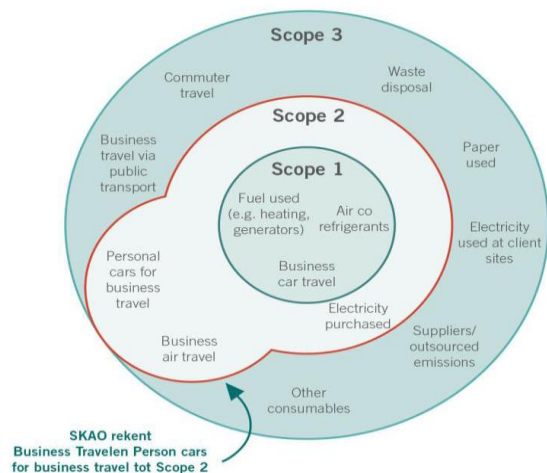 Scope 3
Commuter
travel
Waste
disposal
Scope 2
Business
travel via
public
transport
Paper
used
Scope 1
Fuel used
(e.g. heating,
generators)
Air co
refrigerants
Electricity
used at client
sites
Personal
cars for
business
travel
Business
car travel
Electricity
purchased
Business
air travel
Suppliers/
outsourced
emissions
Other
consumables
SKAO rekent
Business Travelen Person cars
for business travel tot Scope 2